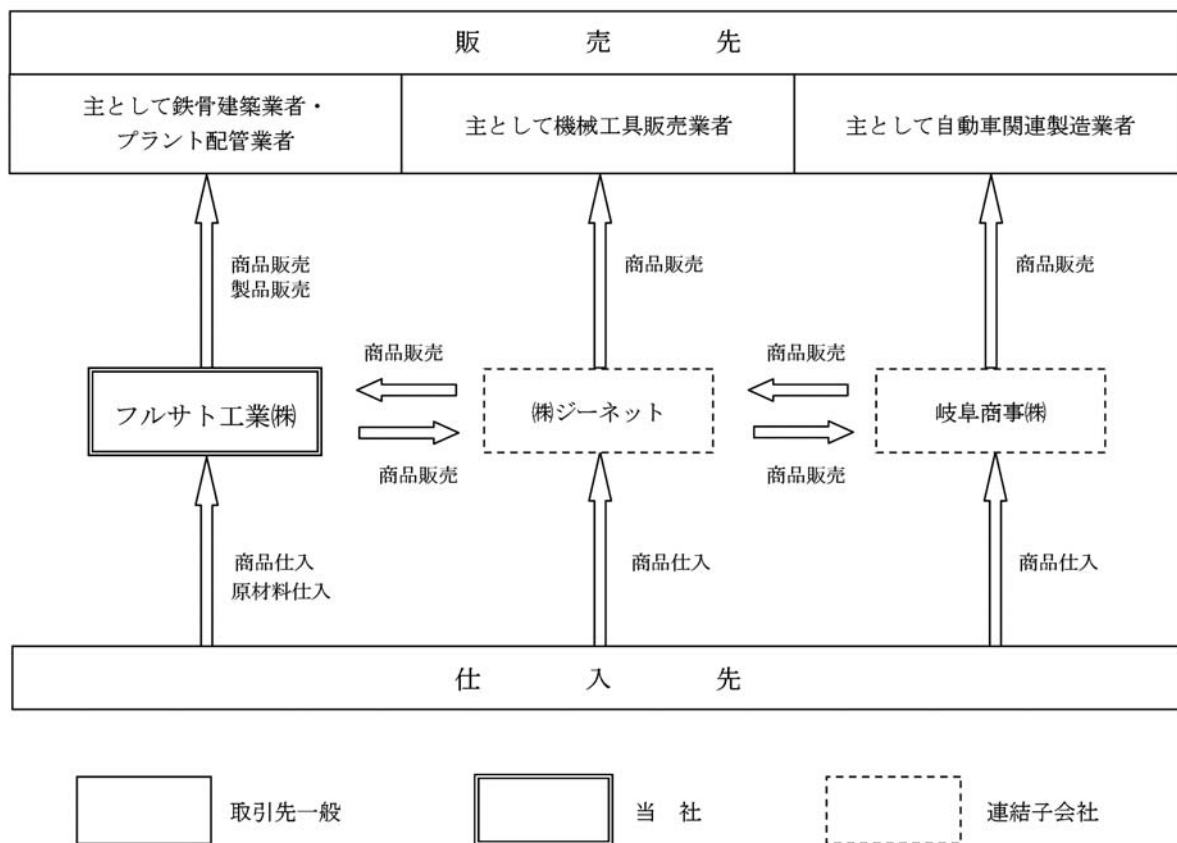 販売先
主として鉄骨建築業者・
プラント配管業者
主として機械工具販売業者
主として自動車関連製造業者
商品販売
製品販売
商品販売
商品販売
商品販売
商品販売
フルサト工業㈱
㈱ジーネット
岐阜商事㈱
商品販売
商品販売
商品仕入
原材料仕入
商品仕入
商品仕入
仕入先
取引先一般
当 社
連結子会社